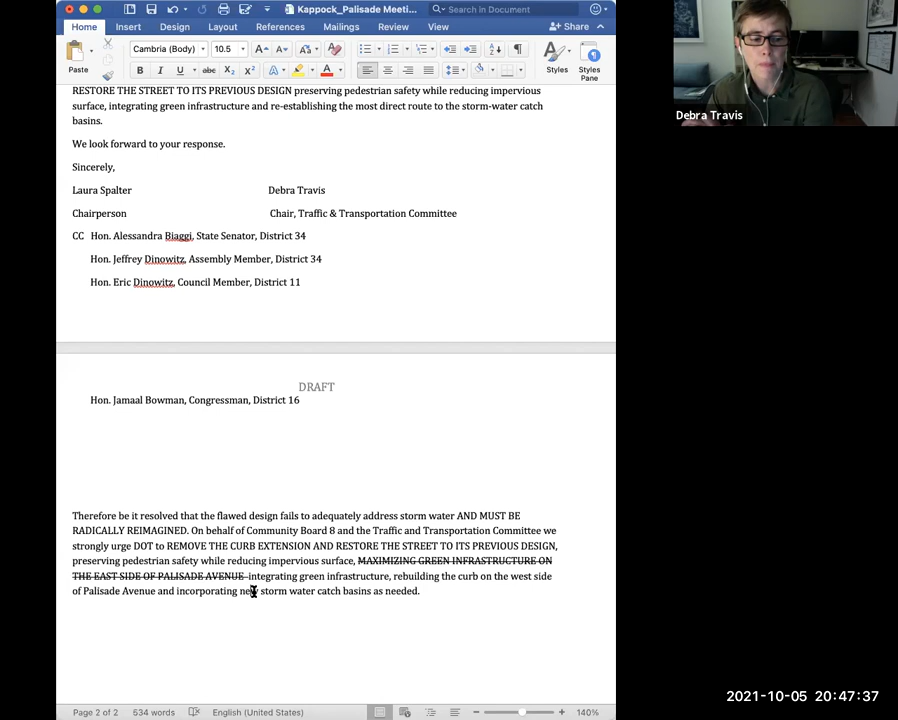 Kappock_Palisade Meeti...
Search in Document
Home Insert Design Layout References Mailings Review View Share
Paste
Cambria (Body) 10.5
Styles
Styles Pane
RESTORE THE STREET TO ITS PREVIOUS DESIGN preserving pedestrian safety while reducing impervious
surface, integrating green infrastructure and re-establishing the most direct route to the storm-water catch
basins.
We look forward to your response.
Sincerely,
Laura Spalter Debra Travis
Chairperson Chair, Traffic & Transportation Committee
CC Hon. Alessandra Biaggi, State Senator, District 34
Hon. Jeffrey Dinowitz, Assembly Member, District 34
Hon. Eric Dinowitz, Council Member, District 11
DRAFT
Hon. Jamaal Bowman, Congressman, District 16
Therefore be it resolved that the flawed design fails to adequately address storm water AND MUST BE
RADICALLY REIMAGINED. On behalf of Community Board 8 and the Traffic and Transportation Committee we
strongly urge DOT to REMOVE THE CURB EXTENSION AND RESTORE THE STREET TO ITS PREVIOUS DESIGN,
preserving pedestrian safety while reducing impervious surface, MAXIMIZING GREEN INFRASTRUCTURE ON
THE EAST SIDE OF PALISADE AVENUE integrating green infrastructure, rebuilding the curb on the west side
of Palisade Avenue and incorporating new storm water catch basins as needed.
Page 2 of 2 534 words English (United States) 140%
Debra Travis
2021-10-05 20:47:37